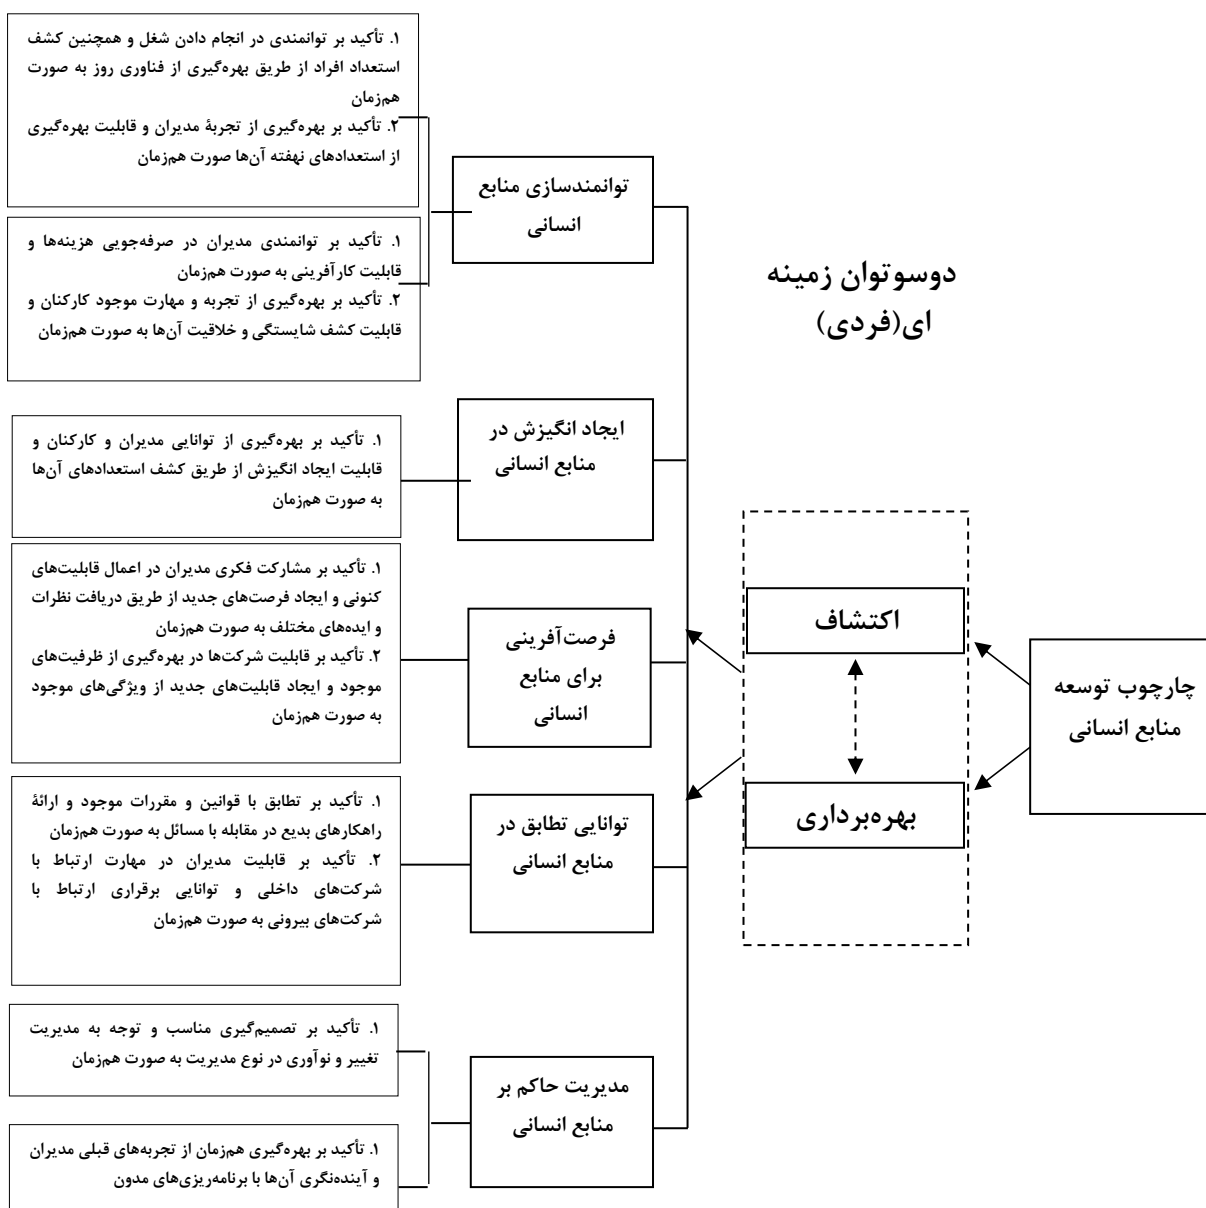 دوسوتوان زمینه
ای(فردی)
چارچوب توسعه
منابع انسانی
اکتشاف
بهره‌برداری
توانمندسازی منابع
انسانی
۱. تأکید بر توانمندی در انجام دادن شغل و همچنین کشف
استعداد افراد از طریق بهره‌گیری از فناوری روز به صورت
هم‌زمان
۲. تأکید بر بهره‌گیری از تجربۀ مدیران و قابلیت بهره‌گیری
از استعدادهای نهفته آن‌ها صورت هم‌زمان
۱. تأکید بر توانمندی مدیران در صرفه‌جویی هزینه‌ها و
قابلیت کارآفرینی به صورت هم‌زمان
۲. تأکید بر بهره‌گیری از تجربه و مهارت موجود کارکنان و
قابلیت کشف شایستگی و خلاقیت آن‌ها به صورت هم‌زمان
ایجاد انگیزش در
منابع انسانی
۱. تأکید بر بهره‌گیری از توانایی مدیران و کارکنان و
قابلیت ایجاد انگیزش از طریق کشف استعدادهای آن‌ها
به صورت هم‌زمان
فرصت‌آفرینی
برای منابع
انسانی
۱. تأکید بر مشارکت فکری مدیران در اعمال قابلیت‌های
کنونی و ایجاد فرصت‌های جدید از طریق دریافت نظرات
و ایده‌های مختلف به صورت هم‌زمان
۲. تأکید بر قابلیت شرکت‌ها در بهره‌گیری از ظرفیت‌های
موجود و ایجاد قابلیت‌های جدید از ویژگی‌های موجود
به صورت هم‌زمان
توانایی تطابق در
منابع انسانی
۱. تأکید بر تطابق با قوانین و مقررات موجود و ارائۀ
راهکارهای بدیع در مقابله با مسائل به صورت هم‌زمان
۲. تأکید بر قابلیت مدیران در مهارت ارتباط با
شرکت‌های داخلی و توانایی برقراری ارتباط با
شرکت‌های بیرونی به صورت هم‌زمان
مدیریت حاکم بر
منابع انسانی
۱. تأکید بر تصمیم‌گیری مناسب و توجه به مدیریت
تغییر و نوآوری در نوع مدیریت به صورت هم‌زمان
۱. تأکید بر بهره‌گیری هم‌زمان از تجربه‌های قبلی مدیران
و آینده‌نگری آن‌ها با برنامه‌ریزی‌های مدون